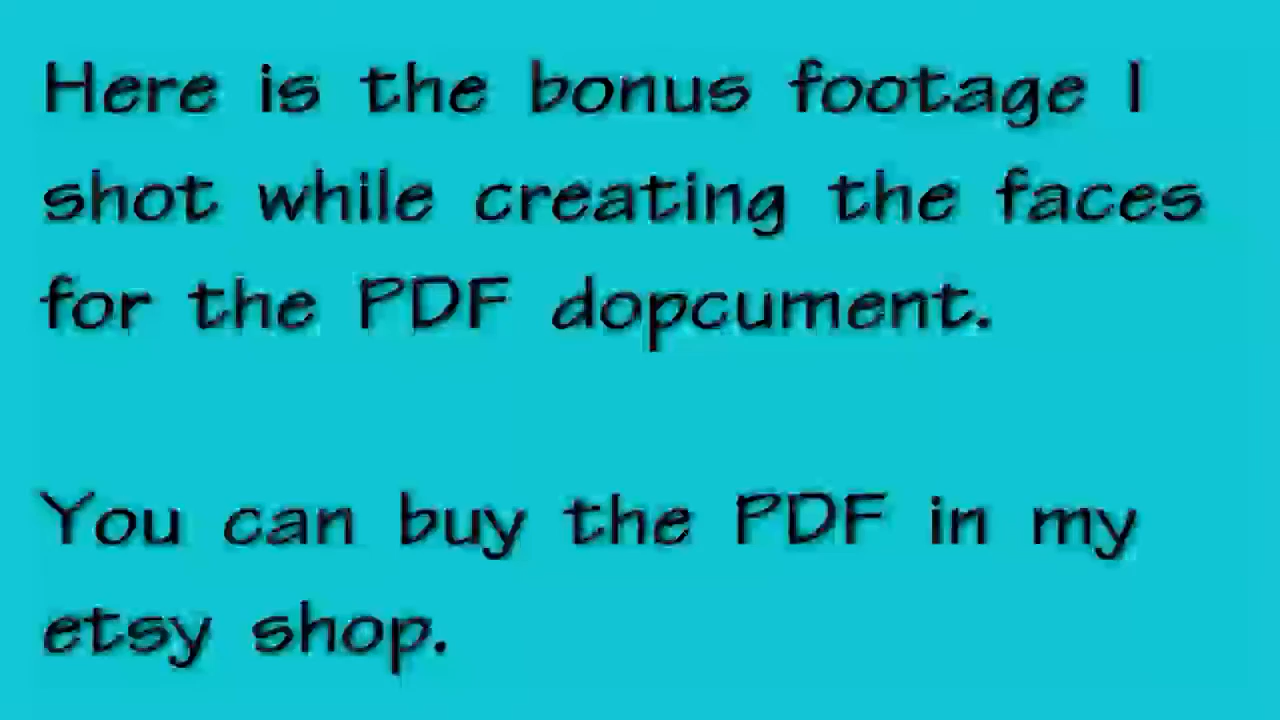 Here is the bonus footage I
shot while creating the faces
for the PDF dopcument.
You can buy the PDF in my
etsy shop.